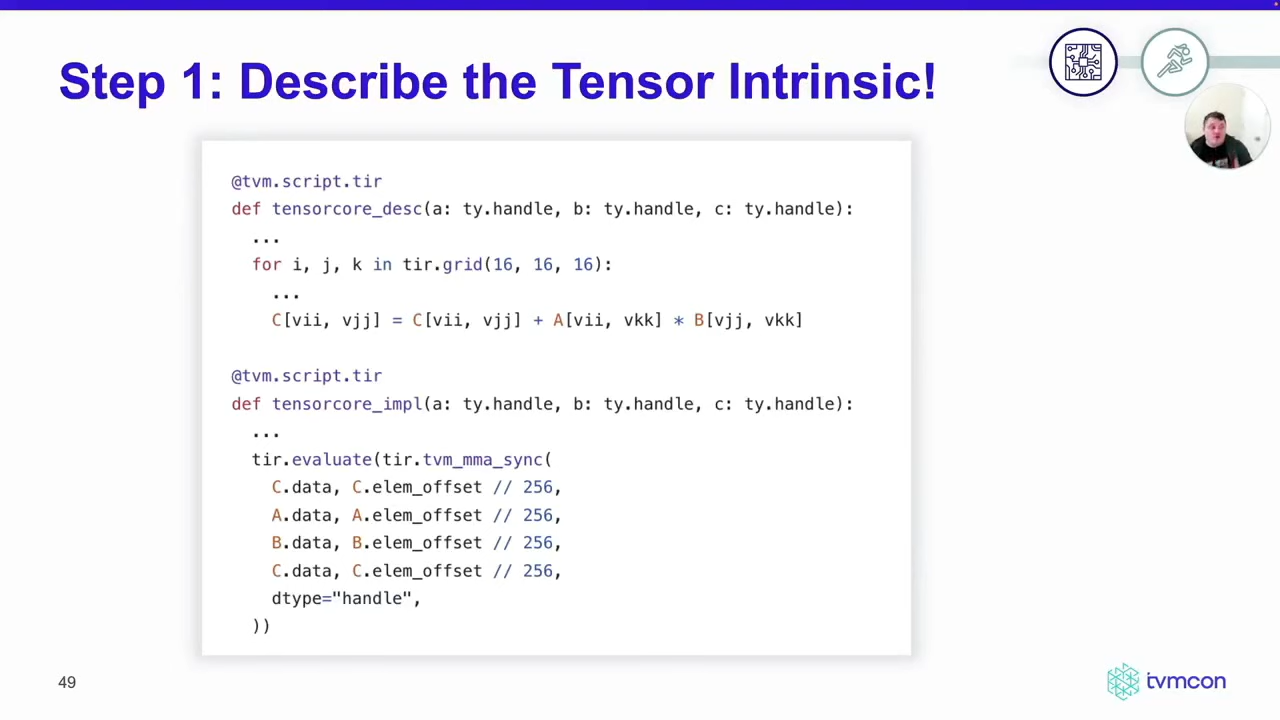 Step 1: Describe the Tensor Intrinsic!
@tvm.script.tir
def tensorcore_desc(a: ty.handle, b: ty.handle, c: ty.handle):
...
for i, j, k in tir.grid(16, 16, 16):
...
C[vii, vjj] = C[vii, vjj] + A[vii, vkk] * B[vjj, vkk]
@tvm.script.tir
def tensorcore_impl(a: ty.handle, b: ty.handle, c: ty.handle):
...
tir.evaluate(tir.tvm_mma_sync(
C.data, C.elem_offset // 256,
A.data, A.elem_offset // 256,
B.data, B.elem_offset // 256,
C.data, C.elem_offset // 256,
dtype="handle",
))
49
tvmcon